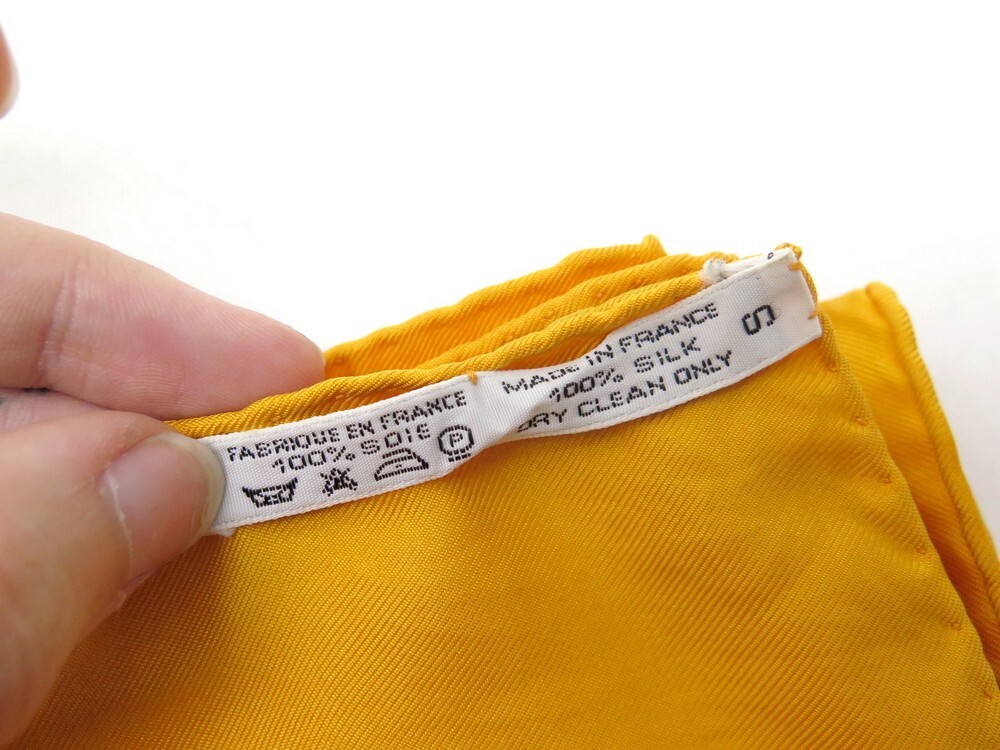 FABRIQUE EN FRANCE
100% SOIE
P
MADE IN FRANCE
100% SILK
DRY CLEAN ONLY
S